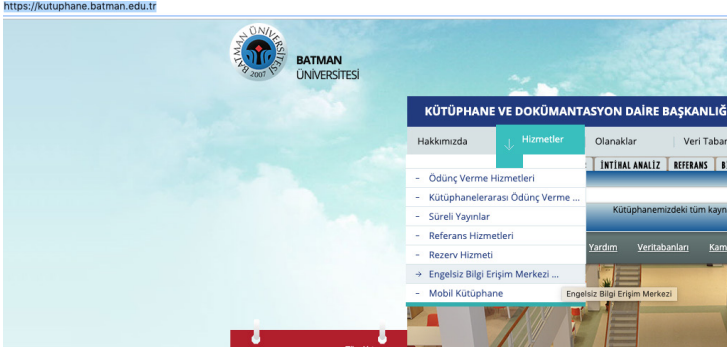 https://kutuphane.batman.edu.tr
BATMAN ÜNİVERSİTESİ
2007
BATMAN
ÜNİVERSİTESİ
KÜTÜPHANE VE DOKÜMANTASYON DAİRE BAŞKANLIĞ
Hakkımızda
Hizmetler
Olanaklar
Veri Taban
İNTİHAL ANALİZ
REFERANS
- Ödünç Verme Hizmetleri
- Kütüphanelerarası Ödünç Verme ...
- Süreli Yayınlar
- Referans Hizmetleri
- Rezerv Hizmeti
→ Engelsiz Bilgi Erişim Merkezi ...
- Mobil Kütüphane
Kütüphanemizdeki tüm kayn
Yardım
Veritabanları
Kam
Engelsiz Bilgi Erişim Merkezi